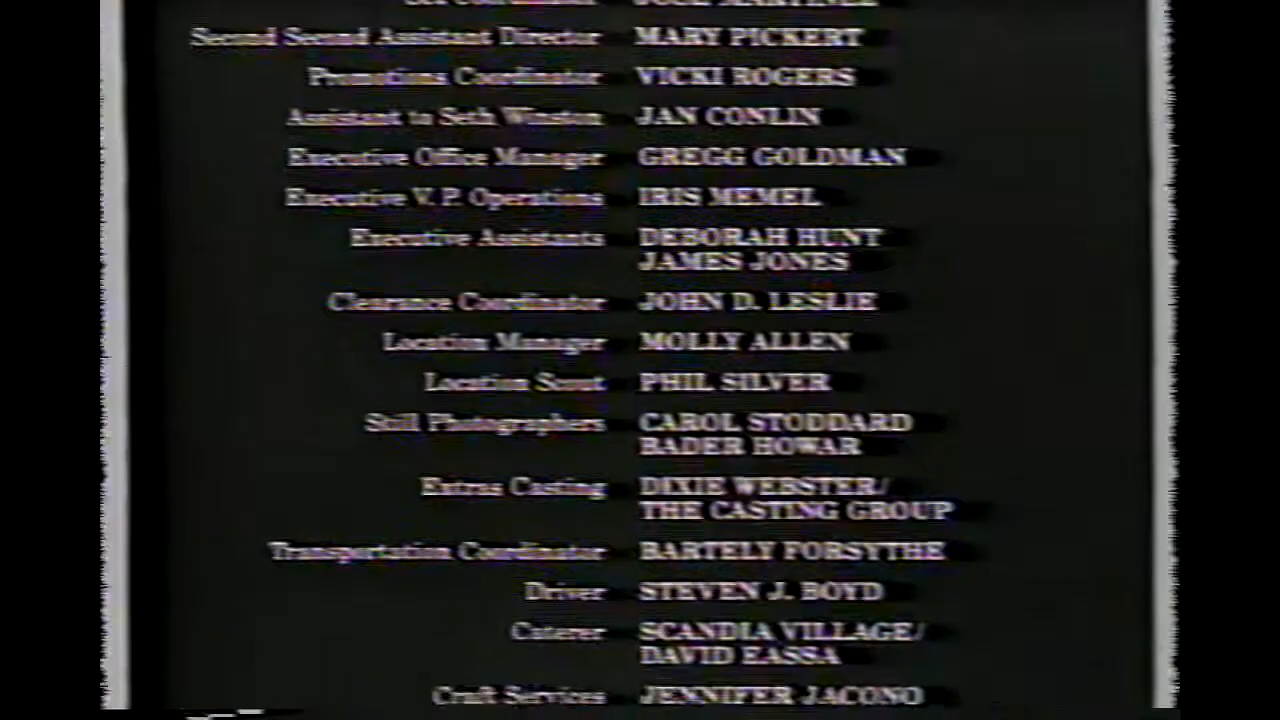 Second Second Assistant Director MARY PICKERT
Promotions Coordinator VICKI ROGERS
Assistant to Seth Winston JAN CONLIN
Executive Office Manager GREGG GOLDMAN
Executive V. P. Operations IRIS MEMEL
Executive Assistants DEBORAH HUNT
JAMES JONES
Clearance Coordinator JOHN D. LESLIE
Location Manager MOLLY ALLEN
Location Scout PHIL SILVER
Still Photographers CAROL STODDARD
BADER HOWAR
Extras Casting DIXIE WEBSTER/
THE CASTING GROUP
Transportation Coordinator BARTELY FORSYTHE
Driver STEVEN J. BOYD
Caterer SCANDIA VILLAGE/
DAVID EASSA
Craft Services JENNIFER JACONO